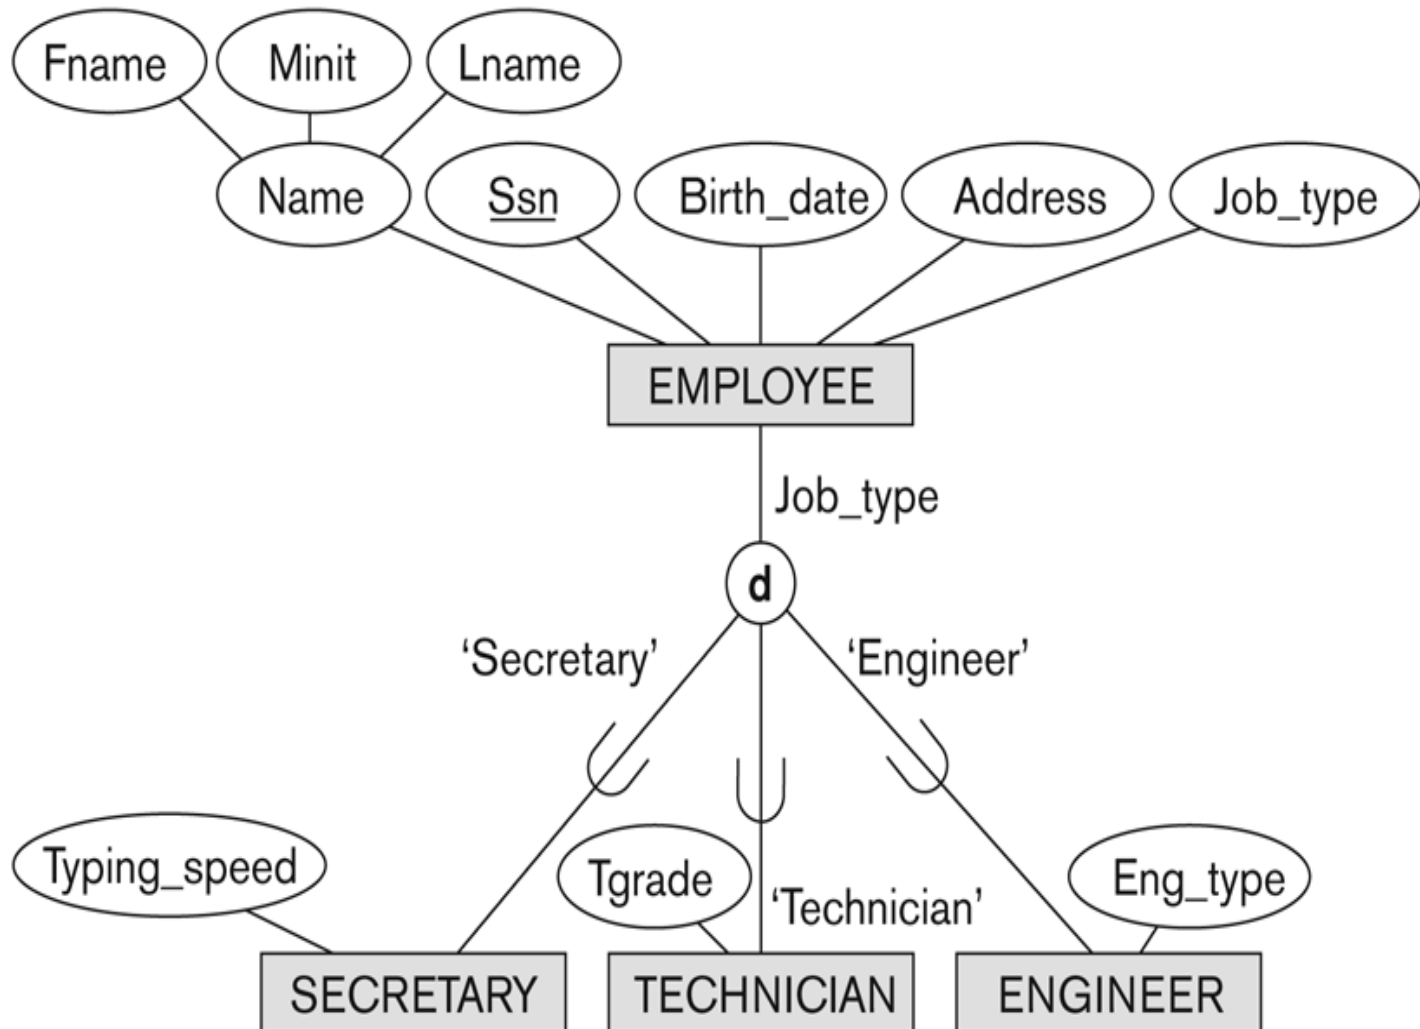 Fname Minit Lname
Name Ssn Birth_date Address Job_type
EMPLOYEE
Job_type
d
‘Secretary’ ‘Engineer’
Typing_speed Tgrade Eng_type
‘Technician’
SECRETARY TECHNICIAN ENGINEER